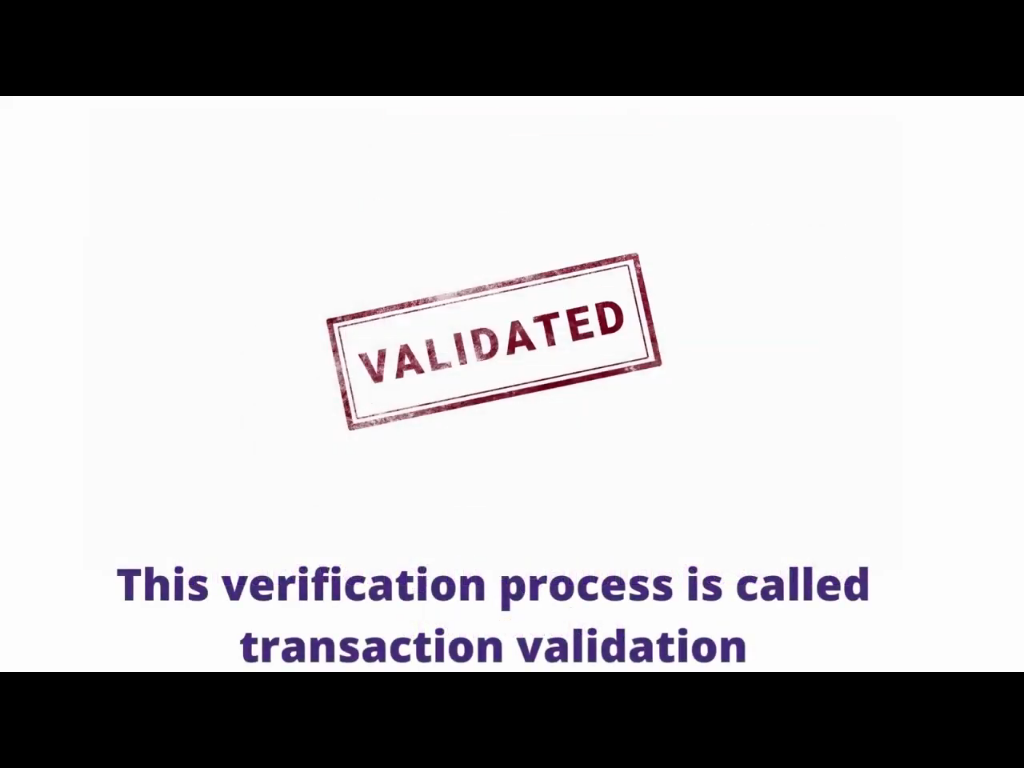 VALIDATED
This verification process is called
transaction validation